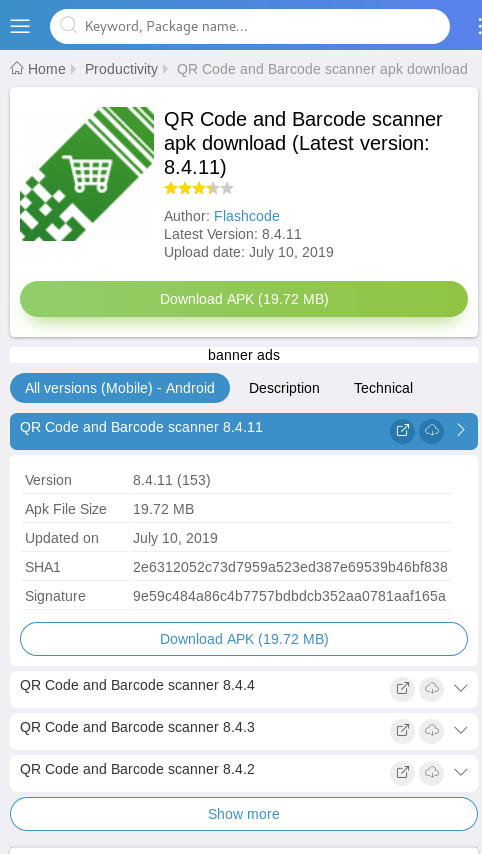 Keyword, Package name...
Home Productivity QR Code and Barcode scanner apk download
QR Code and Barcode scanner
apk download (Latest version:
8.4.11)
Author: Flashcode
Latest Version: 8.4.11
Upload date: July 10, 2019
Download APK (19.72 MB)
banner ads
All versions (Mobile) - Android Description Technical
QR Code and Barcode scanner 8.4.11
Version 8.4.11 (153)
Apk File Size 19.72 MB
Updated on July 10, 2019
SHA1 2e6312052c73d7959a523ed387e69539b46bf838
Signature 9e59c484a86c4b7757bdbdcb352aa0781aaf165a
Download APK (19.72 MB)
QR Code and Barcode scanner 8.4.4
QR Code and Barcode scanner 8.4.3
QR Code and Barcode scanner 8.4.2
Show more